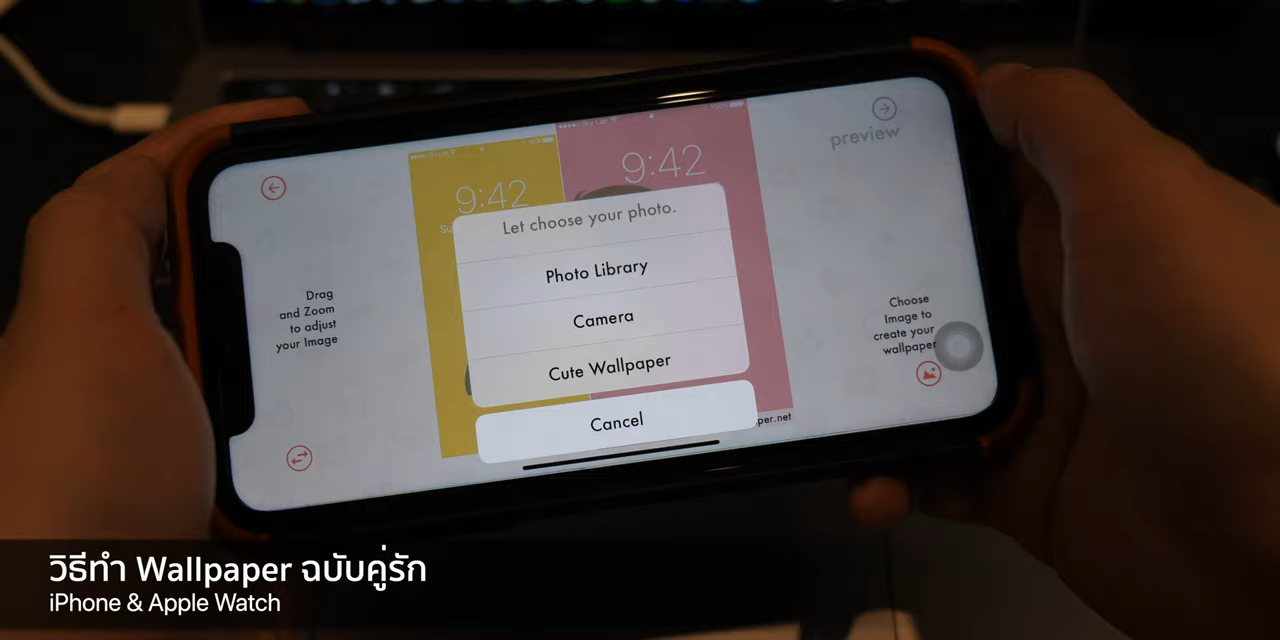 preview
9:42
9:42
Let choose your photo.
Photo Library
Camera
Cute Wallpaper
Cancel
Drag
and Zoom
to adjust
your Image
Choose
Image to
create your
wallpaper
per.net
วิธีทำ Wallpaper ฉบับคู่รัก
iPhone & Apple Watch